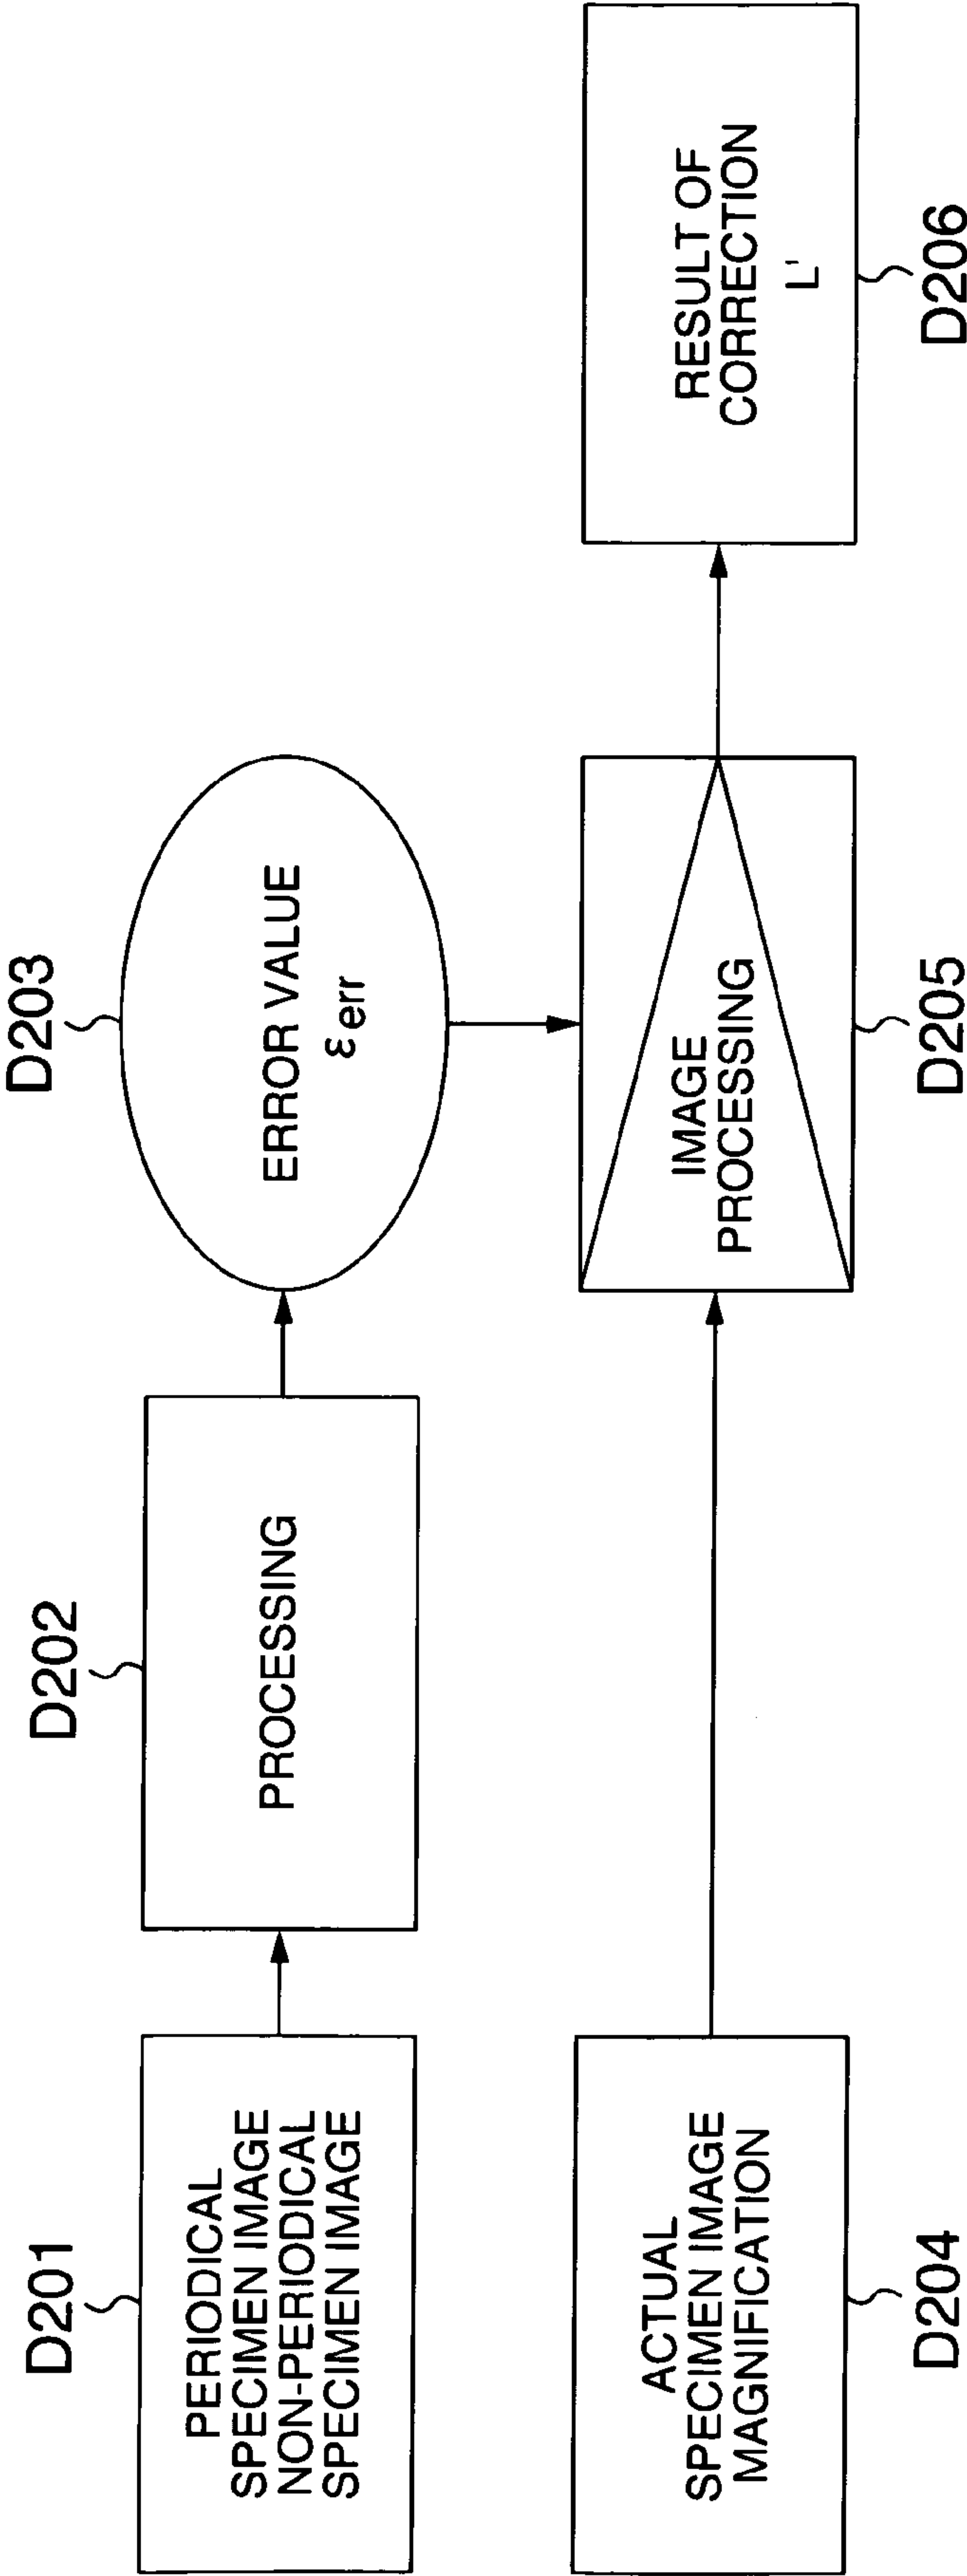 D201
PERIODICAL
SPECIMEN IMAGE
NON-PERIODICAL
SPECIMEN IMAGE
D202
PROCESSING
D203
ERROR VALUE
εerr
ACTUAL
SPECIMEN IMAGE
MAGNIFICATION
D204
IMAGE
PROCESSING
D205
RESULT OF
CORRECTION
L'
D206